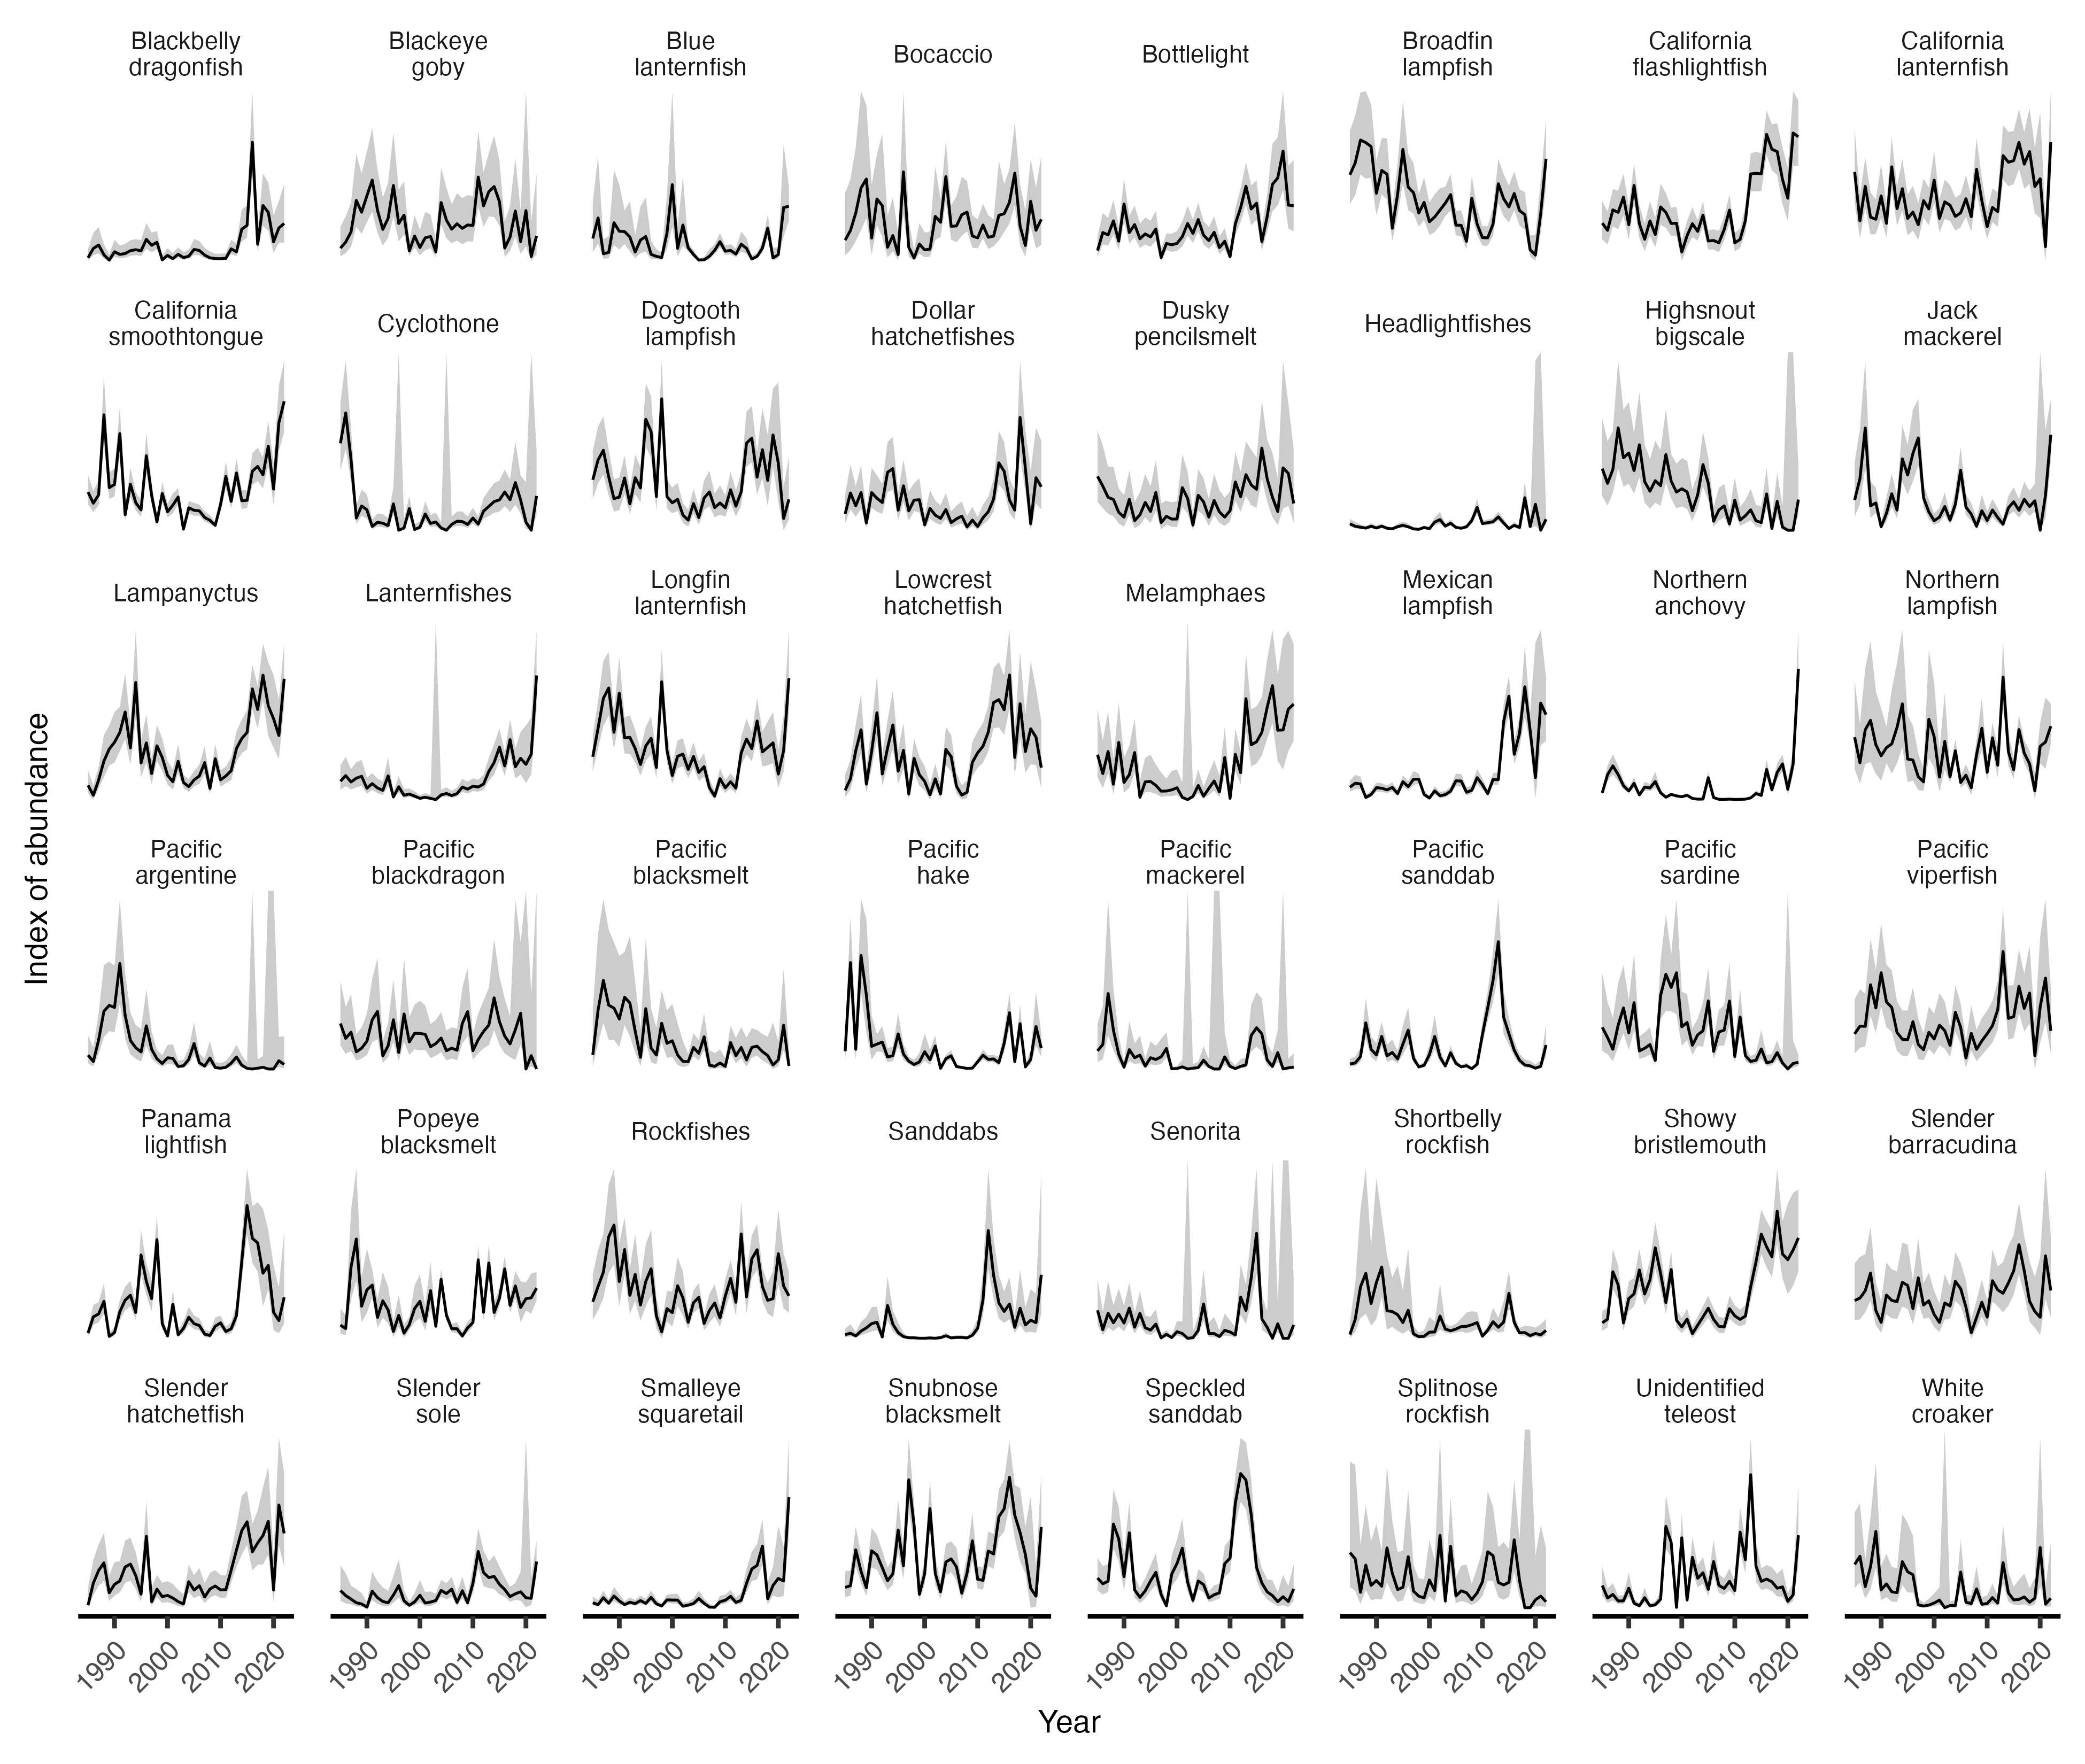 Blackbelly
dragonfish
Blackeye
goby
Blue
lanternfish
Bocaccio
Bottlelight
Broadfin
lampfish
California
flashlightfish
California
lanternfish
California
smoothtongue
Cyclothone
Dogtooth
lampfish
Dollar
hatchetfishes
Dusky
pencilsmelt
Headlightfishes
Highsnout
bigscale
Jack
mackerel
Lampanyctus
Lanternfishes
Longfin
lanternfish
Lowcrest
hatchetfish
Melamphaes
Mexican
lampfish
Northern
anchovy
Northern
lampfish
Pacific
argentine
Pacific
blackdragon
Pacific
blacksmelt
Pacific
hake
Pacific
mackerel
Pacific
sanddab
Pacific
sardine
Pacific
viperfish
Panama
lightfish
Popeye
blacksmelt
Rockfishes
Sanddabs
Senorita
Shortbelly
rockfish
Showy
bristlemouth
Slender
barracudina
Slender
hatchetfish
Slender
sole
Smalleye
squaretail
Snubnose
blacksmelt
Speckled
sanddab
Splitnose
rockfish
Unidentified
teleost
White
croaker
Index of abundance
1990 2000 2010 2020
1990 2000 2010 2020
1990 2000 2010 2020
1990 2000 2010 2020
1990 2000 2010 2020
1990 2000 2010 2020
1990 2000 2010 2020
1990 2000 2010 2020
Year